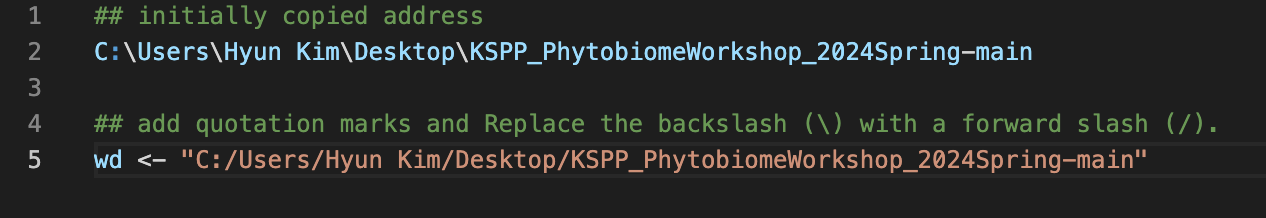 1 ## initially copied address
2 C:\Users\Hyun Kim\Desktop\KSPP_PhytobiomeWorkshop_2024Spring-main
3
4 ## add quotation marks and Replace the backslash (\) with a forward slash (/).
5 wd <- "C:/Users/Hyun Kim/Desktop/KSPP_PhytobiomeWorkshop_2024Spring-main"